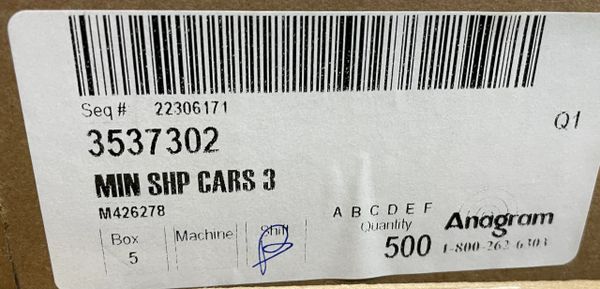 Seq # 22306171
Q1
3537302
MIN SHP CARS 3
M426278
A B C D E F
Box Machine Shift Quantity Anagram
5 500 1-800-262-6303